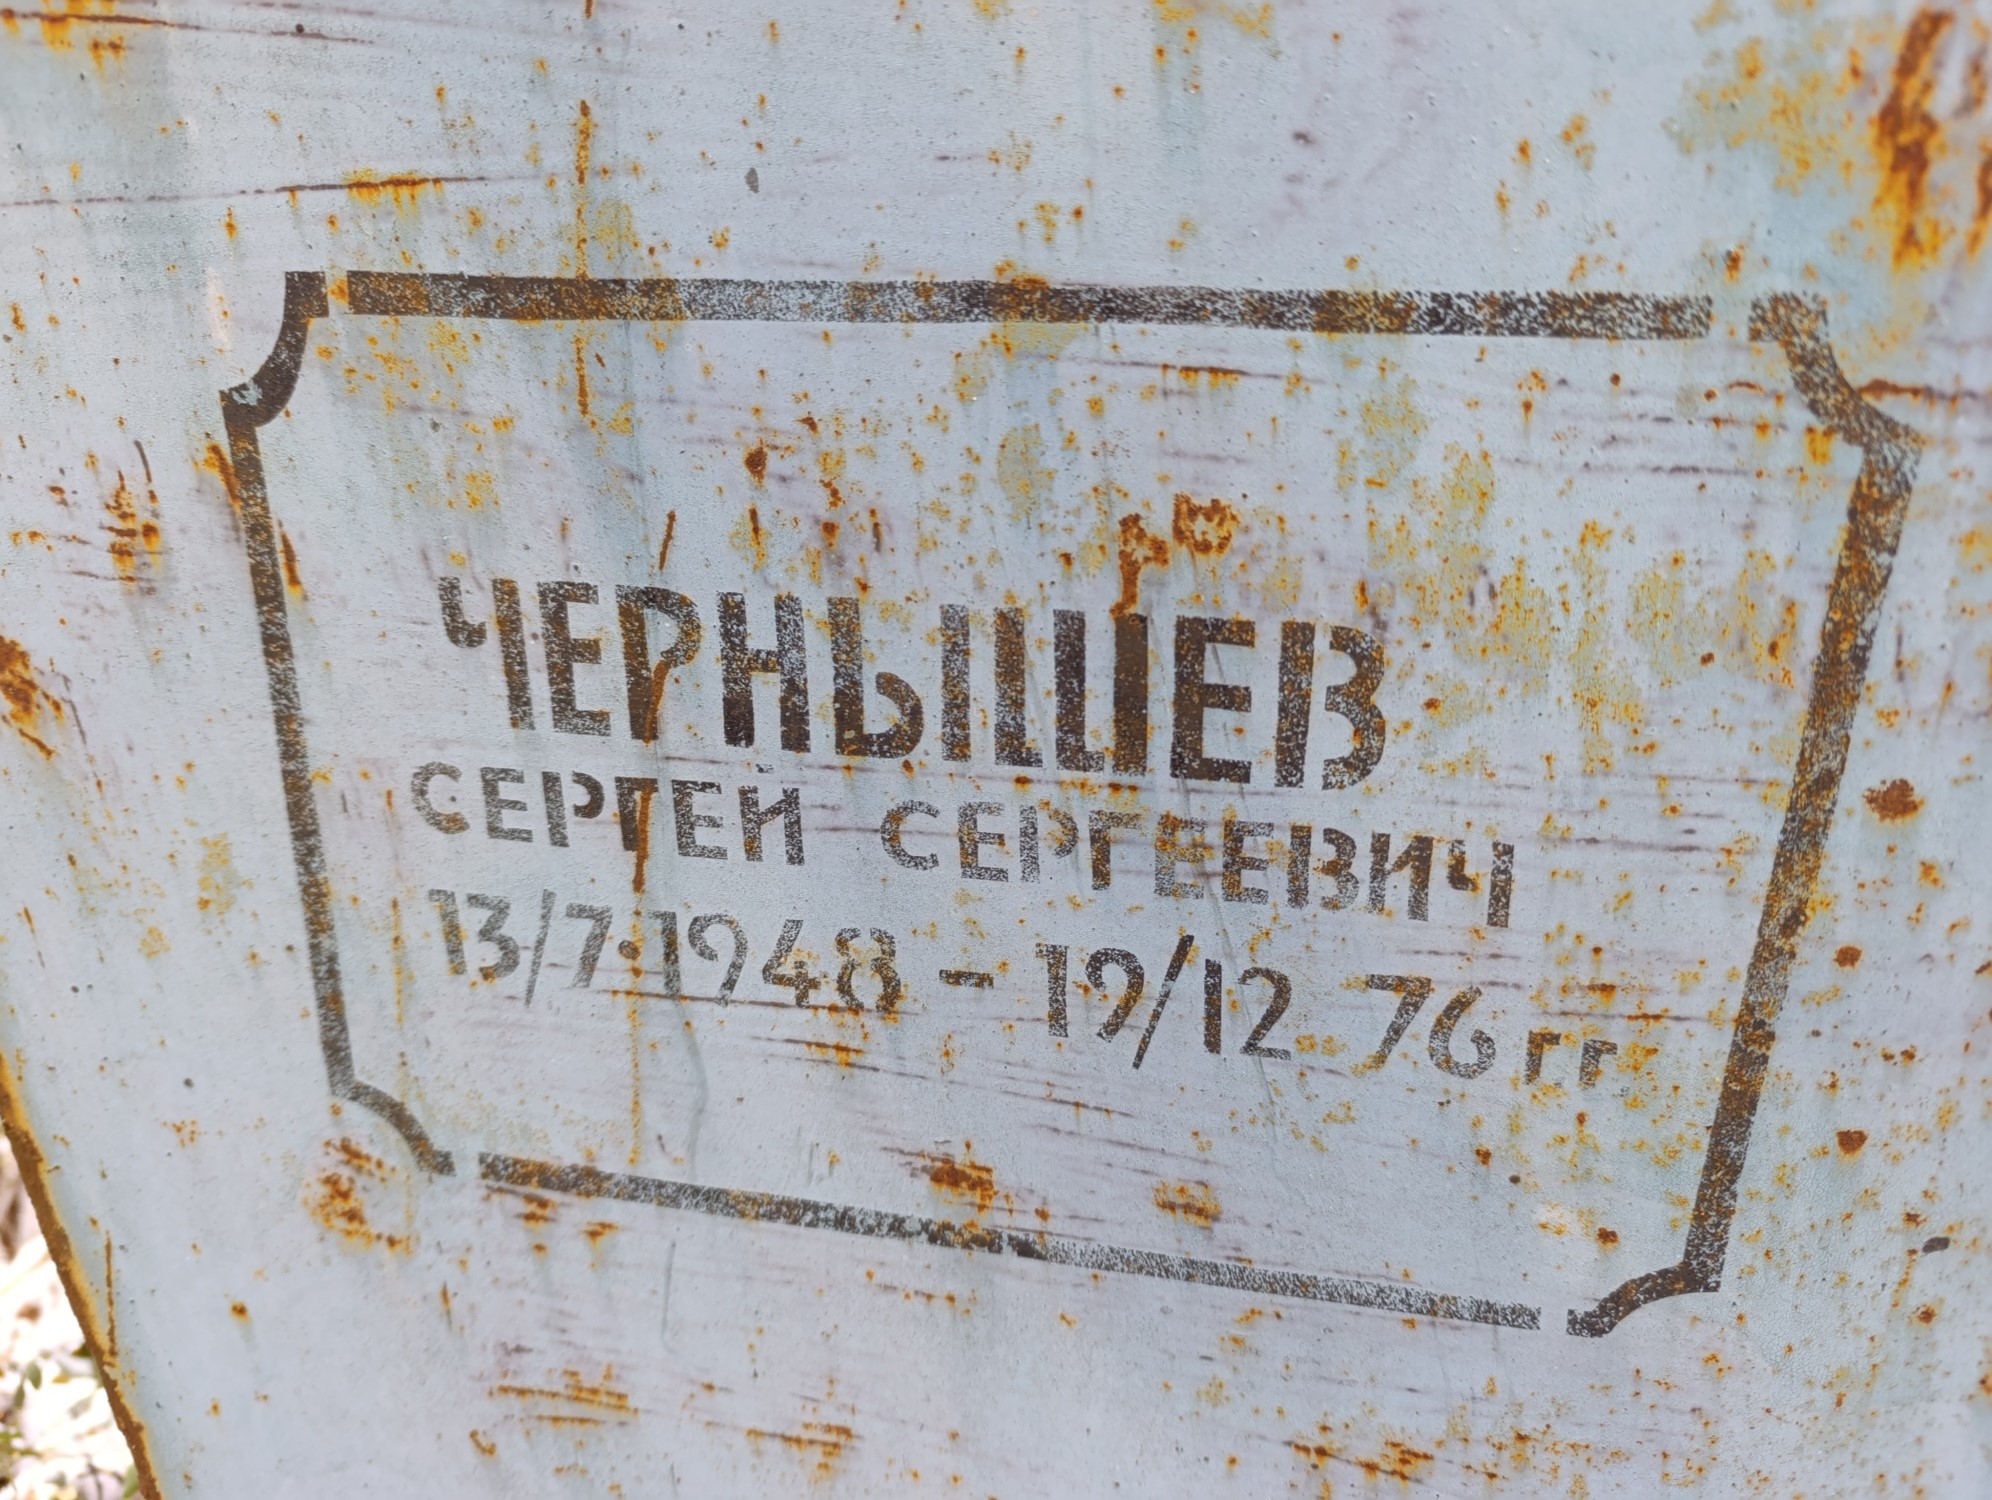 ЧЕРНЫШЕВ
СЕРГЕЙ СЕРГЕЕВИЧ
13/7·1948 - 19/12 76 гг.